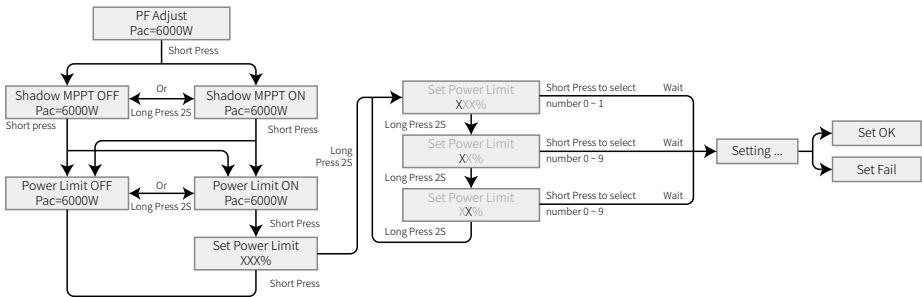 PF Adjust
Pac=6000W
Short Press
Shadow MPPT OFF
Pac=6000W
Or
Long Press 2S
Shadow MPPT ON
Pac=6000W
Short press
Short Press
Power Limit OFF
Pac=6000W
Or
Long Press 2S
Power Limit ON
Pac=6000W
Short Press
Set Power Limit
XXX%
Short Press
Long
Press 2S
Set Power Limit
XXX%
Short Press to select
number 0 ~ 1
Wait
Long Press 2S
Set Power Limit
XX%
Short Press to select
number 0 ~ 9
Wait
Long Press 2S
Set Power Limit
XX%
Short Press to select
number 0 ~ 9
Wait
Long Press 2S
Setting ...
Set OK
Set Fail